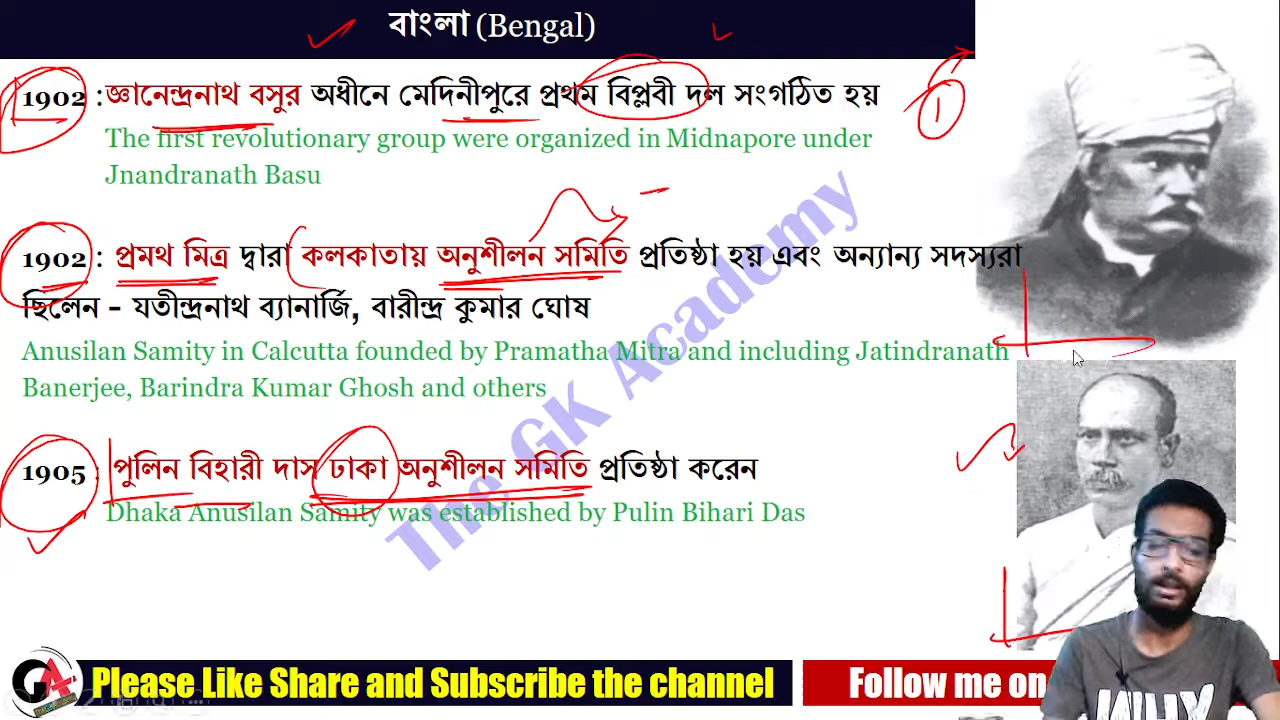 বাংলা (Bengal)
1902 : জ্ঞানেন্দ্রনাথ বসুর অধীনে মেদিনীপুরে প্রথম বিপ্লবী দল সংগঠিত হয়
1
The first revolutionary group were organized in Midnapore under
Jnandranath Basu
1902 : প্রমথ মিত্র দ্বারা কলকাতায় অনুশীলন সমিতি প্রতিষ্ঠা হয় এবং অন্যান্য সদস্যরা
ছিলেন - যতীন্দ্রনাথ ব্যানার্জি, বারীন্দ্র কুমার ঘোষ
Anusilan Samity in Calcutta founded by Pramatha Mitra and including Jatindranath
Banerjee, Barindra Kumar Ghosh and others
1905 : পুলিন বিহারী দাস ঢাকা অনুশীলন সমিতি প্রতিষ্ঠা করেন
Dhaka Anusilan Samity was established by Pulin Bihari Das
The GK Academy
GA
Please Like Share and Subscribe the channel
Follow me on